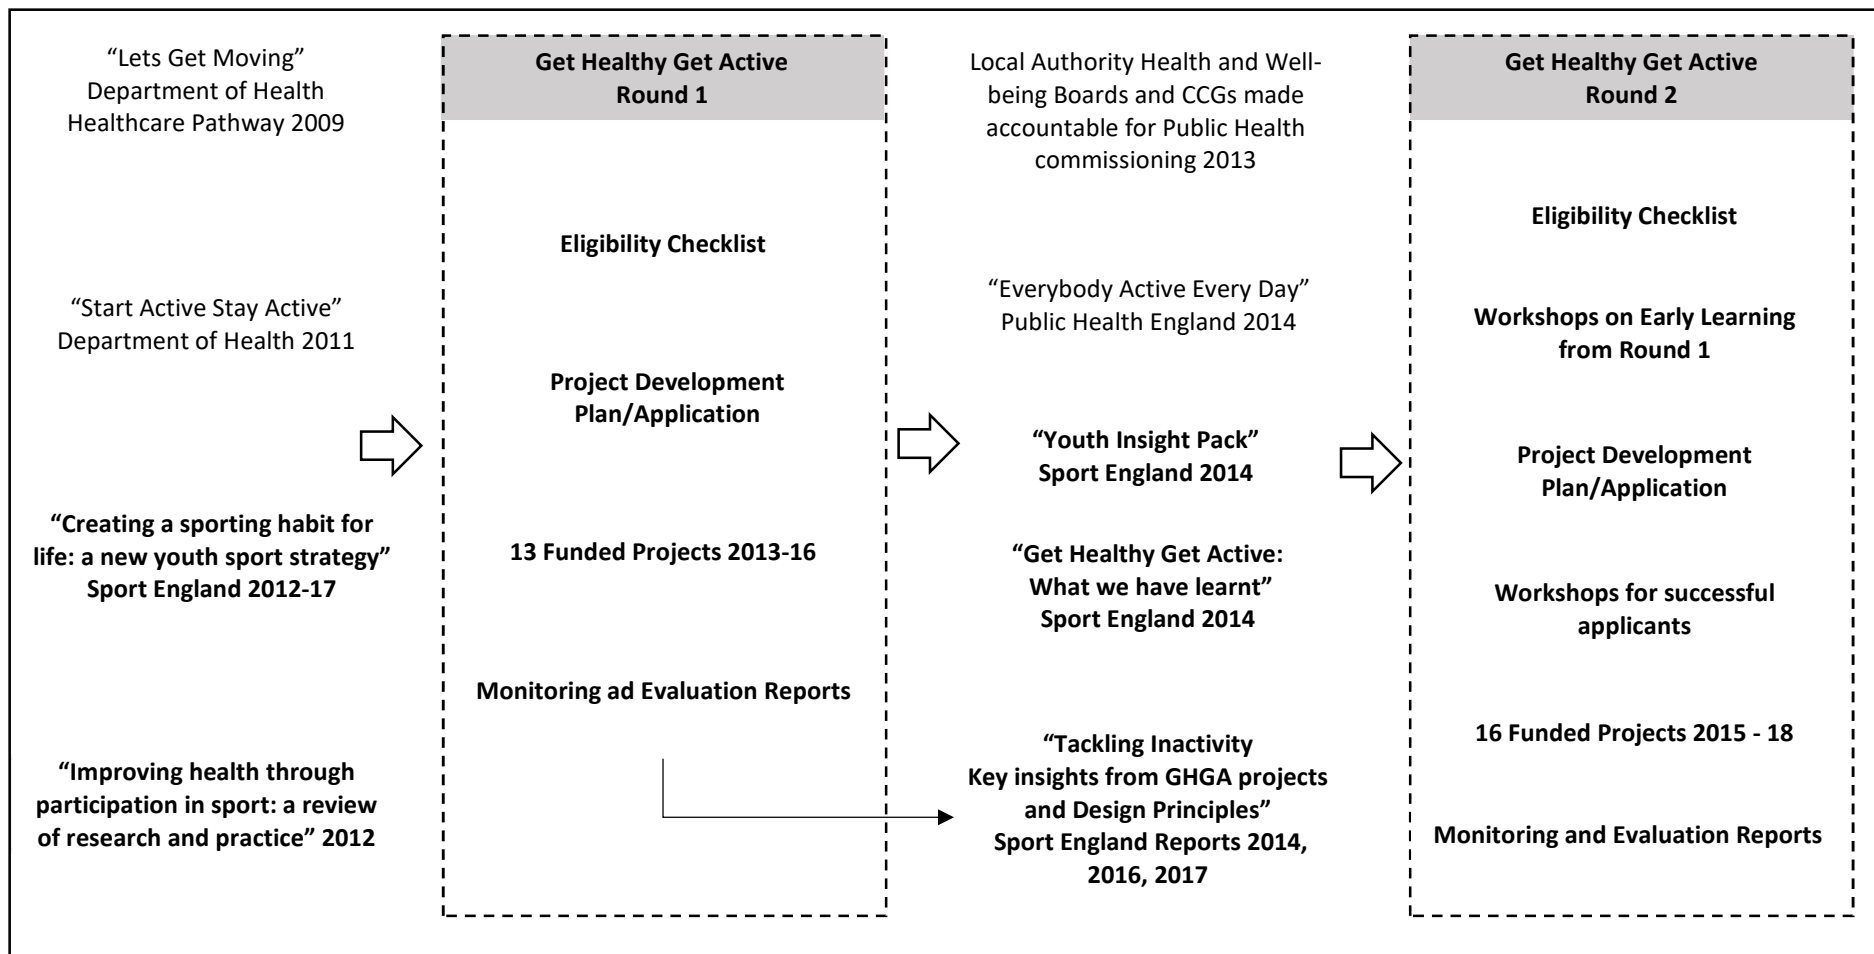 “Lets Get Moving”
Department of Health
Healthcare Pathway 2009
“Start Active Stay Active”
Department of Health 2011
“Creating a sporting habit for
life: a new youth sport strategy”
Sport England 2012-17
“Improving health through
participation in sport: a review
of research and practice” 2012
Get Healthy Get Active
Round 1
Eligibility Checklist
Project Development
Plan/Application
13 Funded Projects 2013-16
Monitoring ad Evaluation Reports
Local Authority Health and Well-
being Boards and CCGs made
accountable for Public Health
commissioning 2013
“Everybody Active Every Day”
Public Health England 2014
“Youth Insight Pack”
Sport England 2014
“Get Healthy Get Active:
What we have learnt”
Sport England 2014
“Tackling Inactivity
Key insights from GHGA projects
and Design Principles”
Sport England Reports 2014,
2016, 2017
Get Healthy Get Active
Round 2
Eligibility Checklist
Workshops on Early Learning
from Round 1
Project Development
Plan/Application
Workshops for successful
applicants
16 Funded Projects 2015 - 18
Monitoring and Evaluation Reports